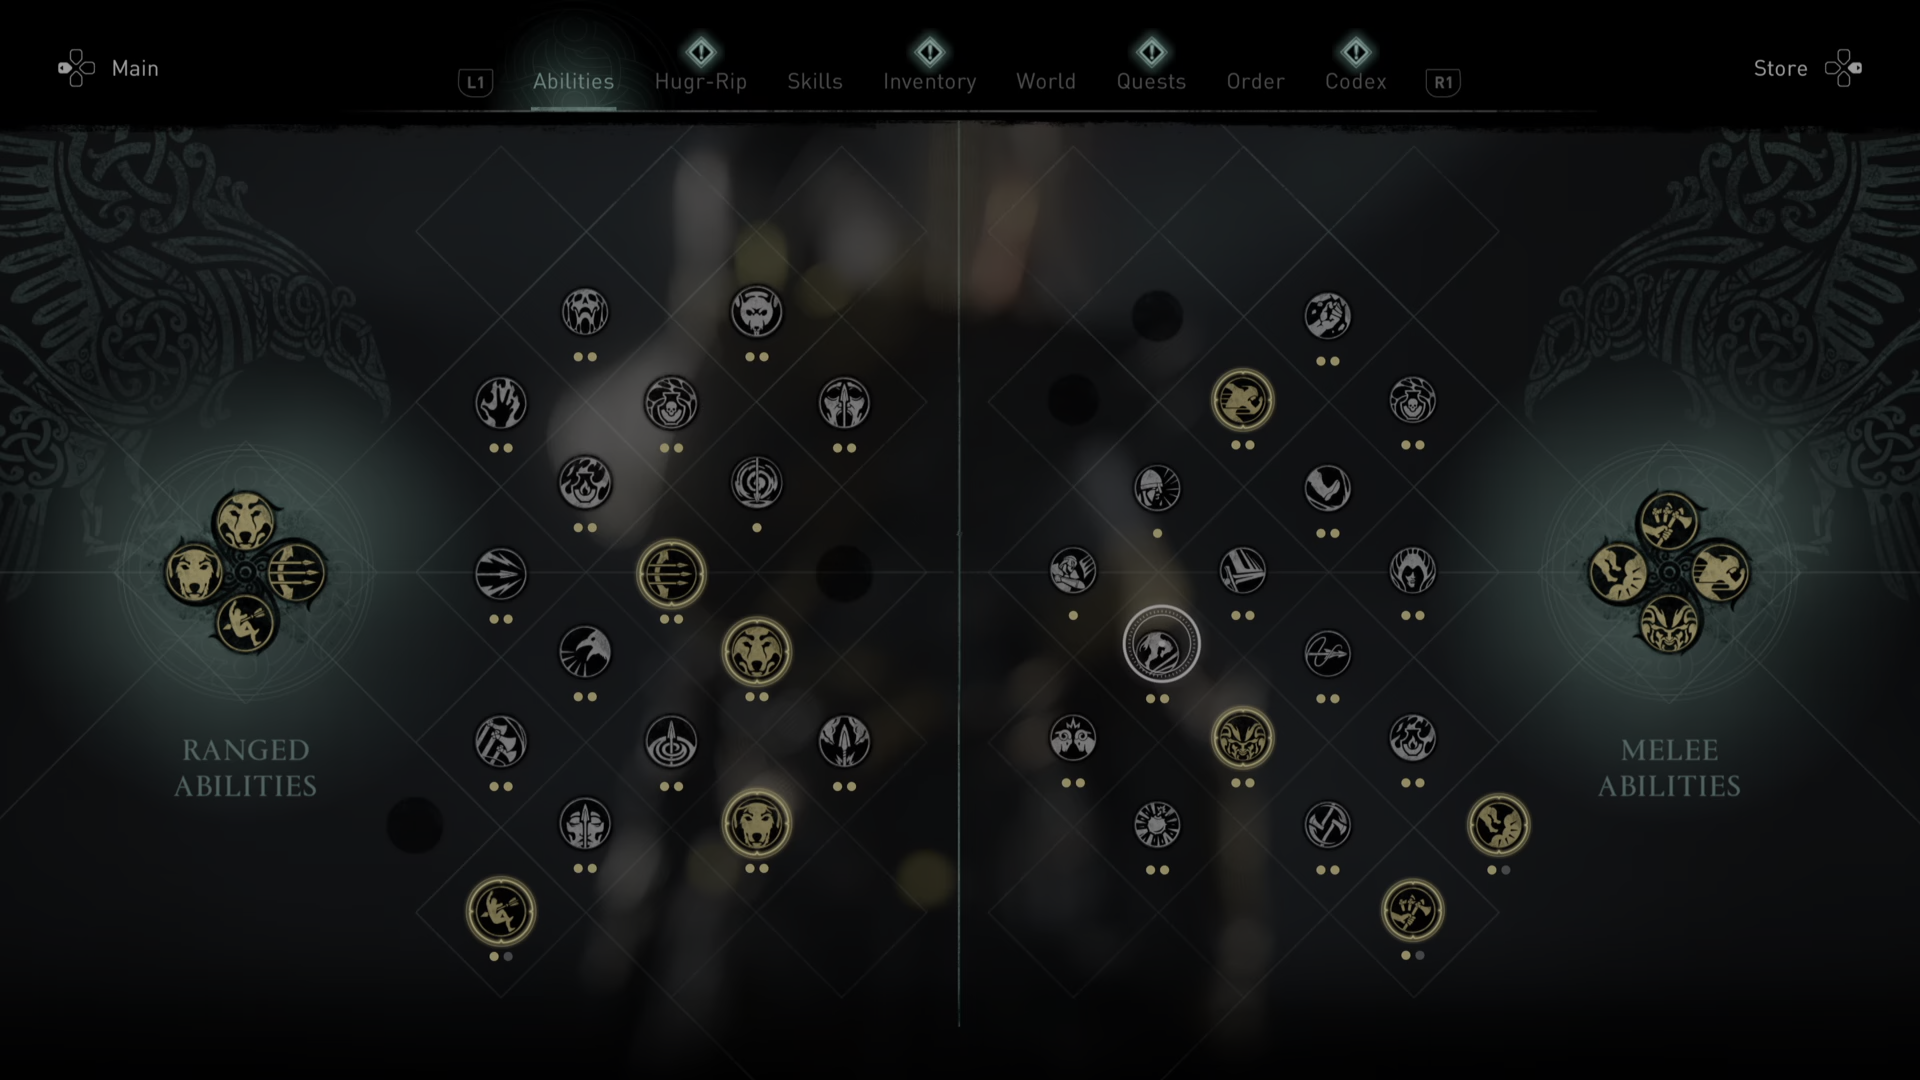 Main
L1 Abilities Hugr-Rip Skills Inventory World Quests Order Codex R1
Store
RANGED
ABILITIES
MELEE
ABILITIES